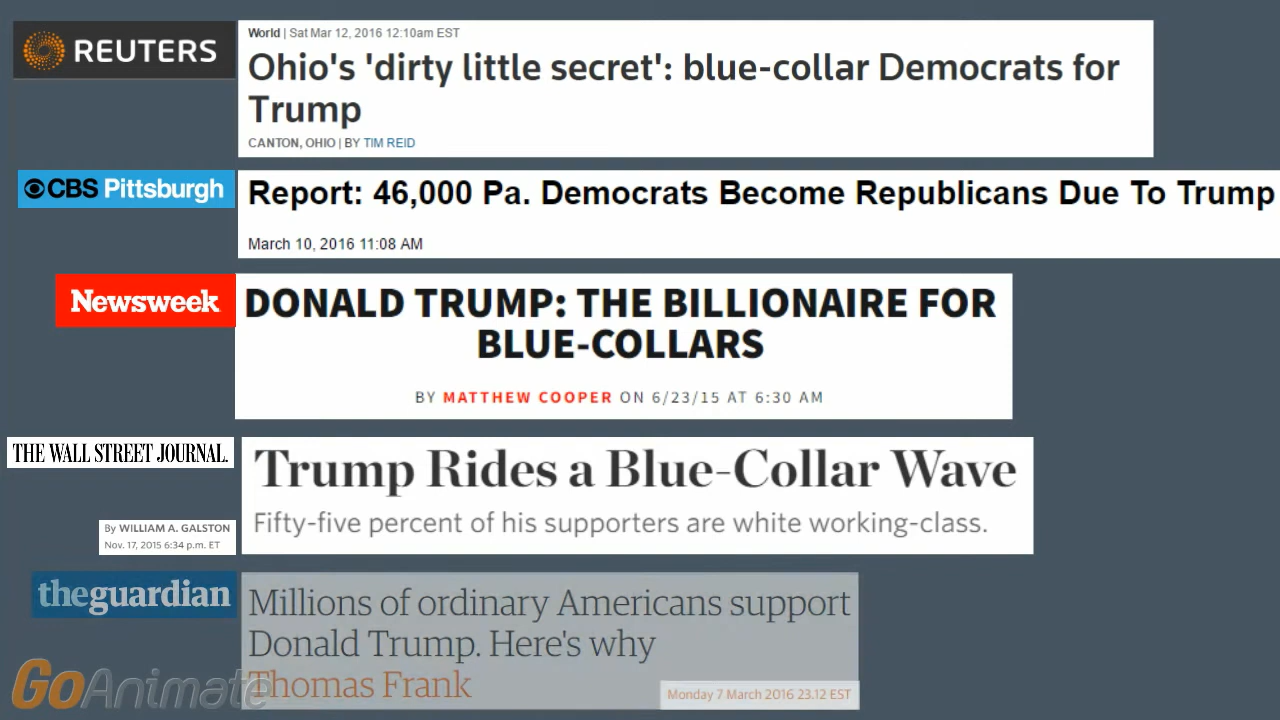 REUTERS
World | Sat Mar 12, 2016 12:10am EST
Ohio's 'dirty little secret': blue-collar Democrats for
Trump
CANTON, OHIO | BY TIM REID
CBS Pittsburgh
Report: 46,000 Pa. Democrats Become Republicans Due To Trump
March 10, 2016 11:08 AM
Newsweek
DONALD TRUMP: THE BILLIONAIRE FOR
BLUE-COLLARS
BY MATTHEW COOPER ON 6/23/15 AT 6:30 AM
THE WALL STREET JOURNAL.
Trump Rides a Blue-Collar Wave
Fifty-five percent of his supporters are white working-class.
By WILLIAM A. GALSTON
Nov. 17, 2015 6:34 p.m. ET
theguardian
Millions of ordinary Americans support
Donald Trump. Here's why
Thomas Frank
Monday 7 March 2016 23.12 EST
GoAnimate